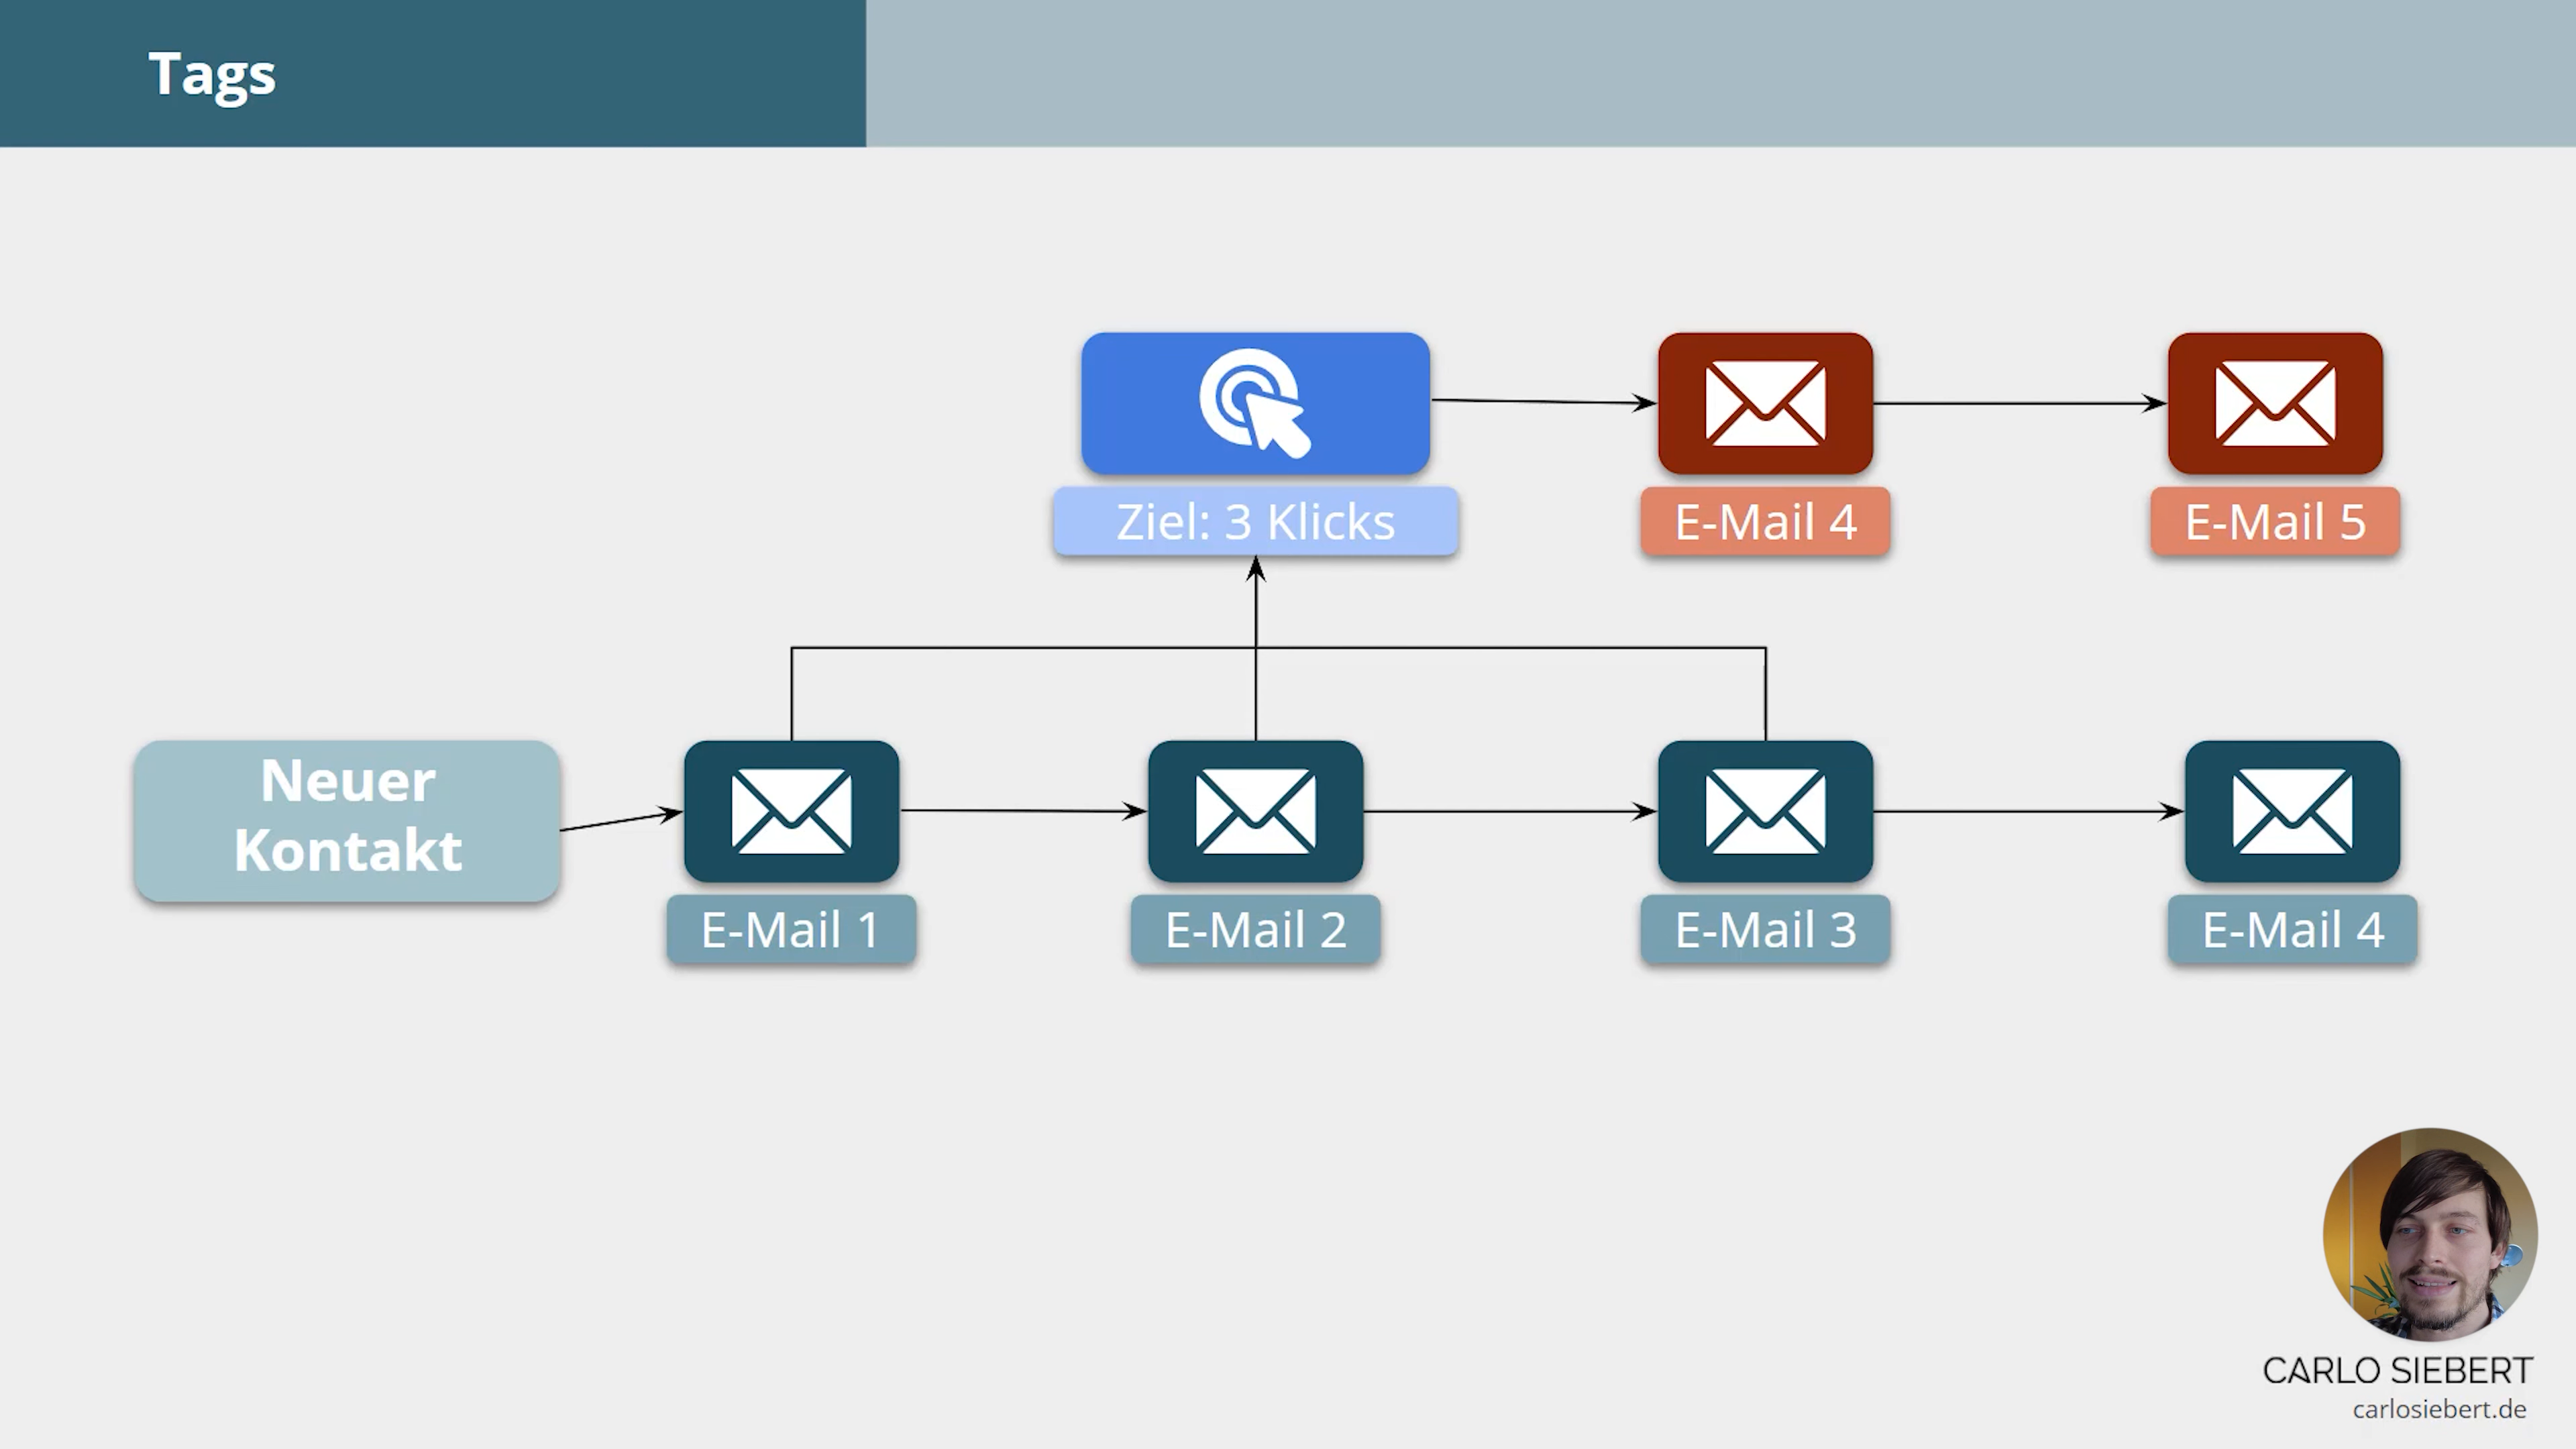 Tags
Ziel: 3 Klicks
E-Mail 4
E-Mail 5
Neuer
Kontakt
E-Mail 1
E-Mail 2
E-Mail 3
E-Mail 4
CARLO SIEBERT
carlosiebert.de